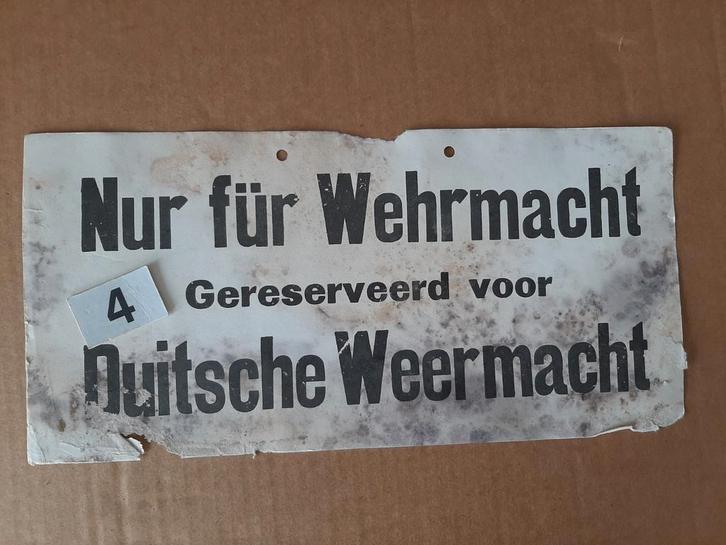 Nur für Wehrmacht
4
Gereserveerd voor
Duitsche Weermacht